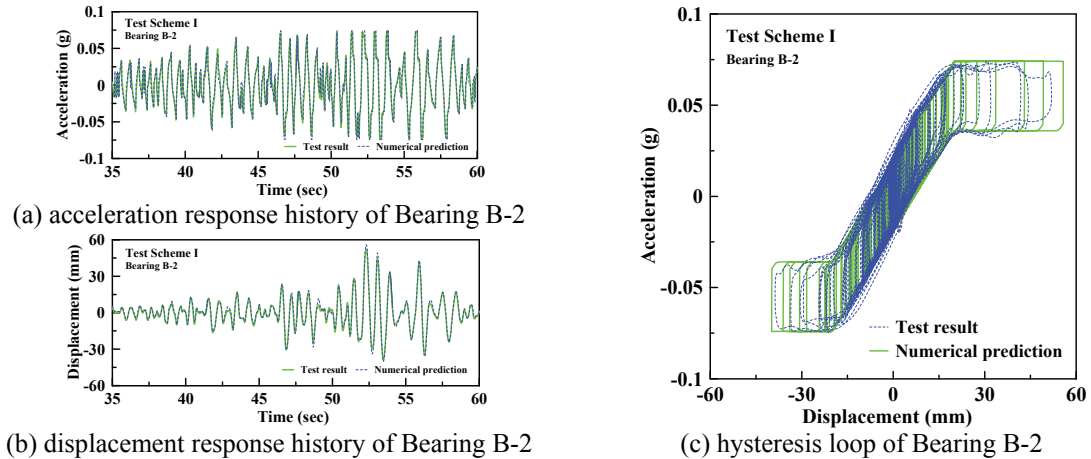 Test Scheme I
Bearing B-2
0.1
0.05
0
-0.05
-0.1
Acceleration (g)
Test result
Numerical prediction
35 40 45 50 55 60
Time (sec)
(a) acceleration response history of Bearing B-2
Test Scheme I
Bearing B-2
60
30
0
-30
-60
Displacement (mm)
Test result
Numerical prediction
35 40 45 50 55 60
Time (sec)
(b) displacement response history of Bearing B-2
Test Scheme I
Bearing B-2
0.1
0.05
0
-0.05
-0.1
Acceleration (g)
Test result
Numerical prediction
-60 -30 0 30 60
Displacement (mm)
(c) hysteresis loop of Bearing B-2